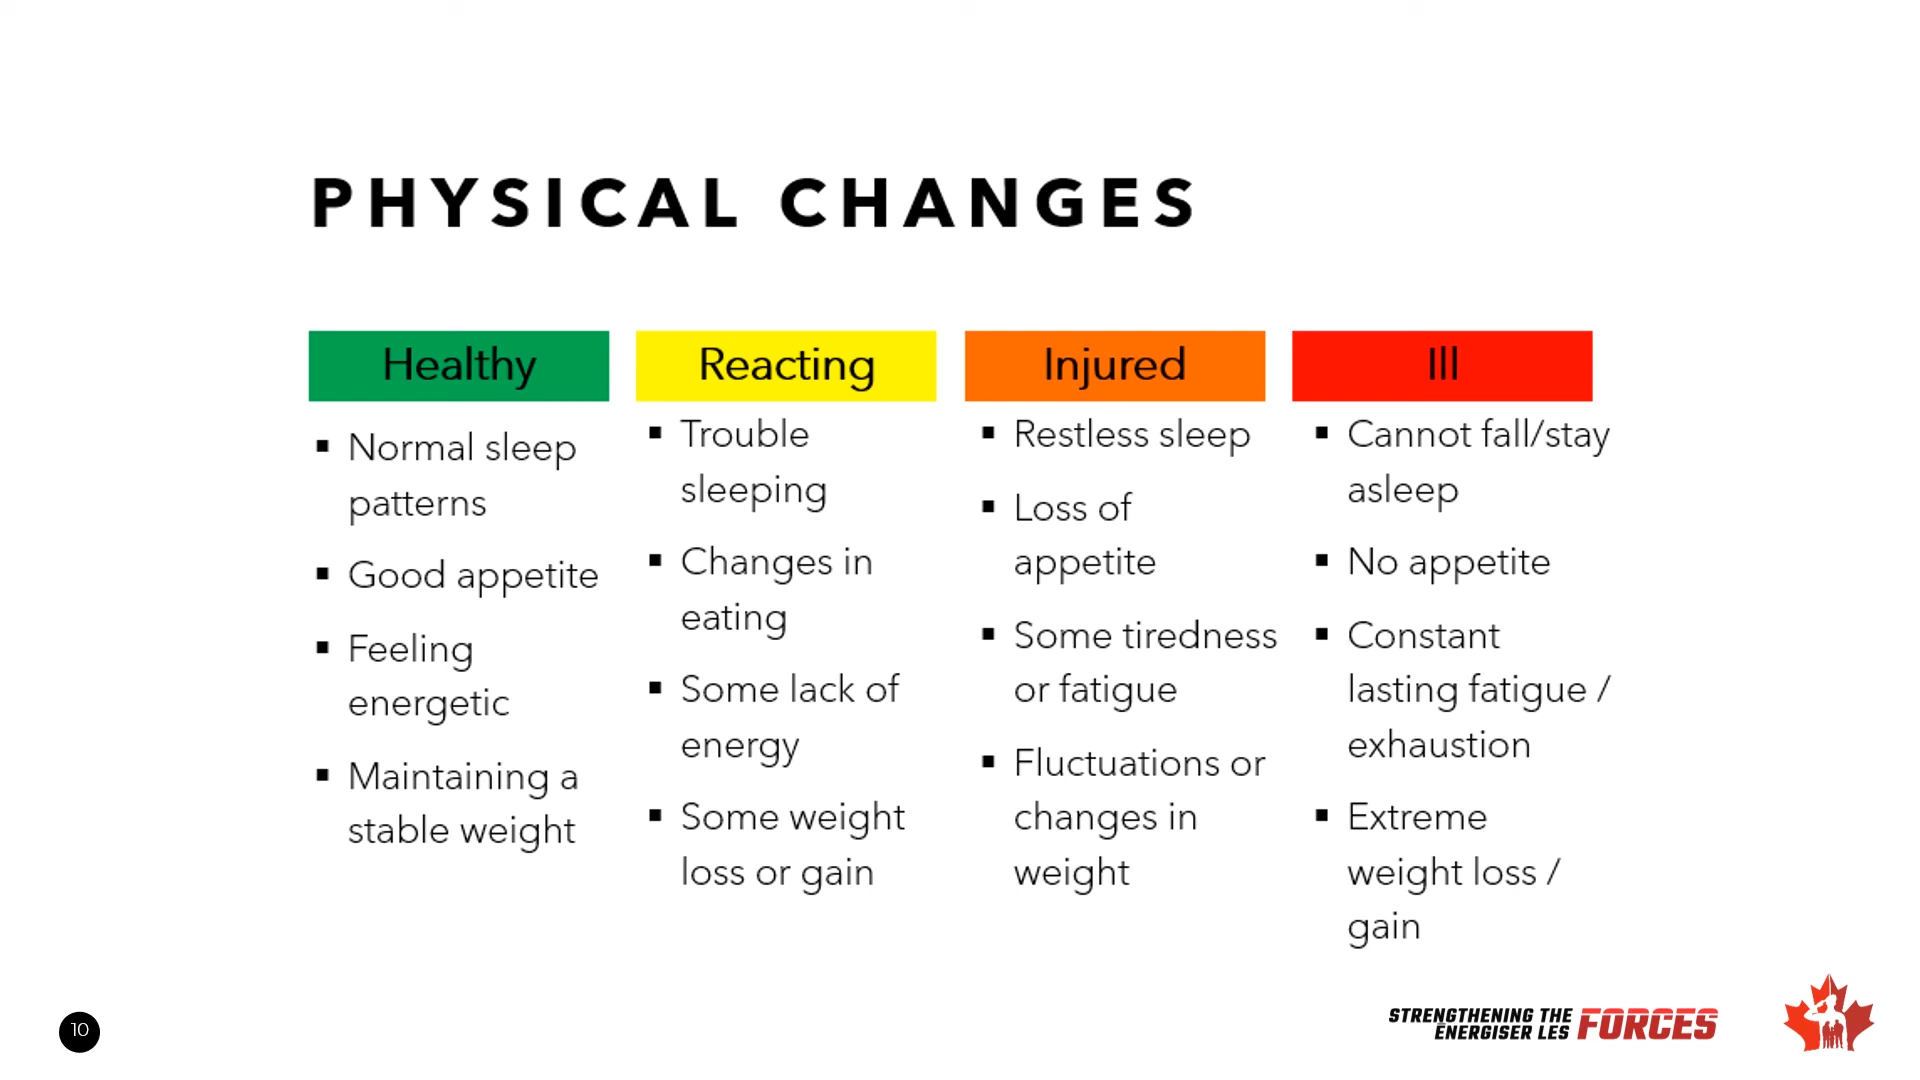 PHYSICAL CHANGES
Healthy
▪ Normal sleep
patterns
▪ Good appetite
▪ Feeling
energetic
▪ Maintaining a
stable weight
Reacting
▪ Trouble
sleeping
▪ Changes in
eating
▪ Some lack of
energy
▪ Some weight
loss or gain
Injured
▪ Restless sleep
▪ Loss of
appetite
▪ Some tiredness
or fatigue
▪ Fluctuations or
changes in
weight
Ill
▪ Cannot fall/stay
asleep
▪ No appetite
▪ Constant
lasting fatigue /
exhaustion
▪ Extreme
weight loss /
gain
10
STRENGTHENING THE
ÉNERGISER LES FORCES